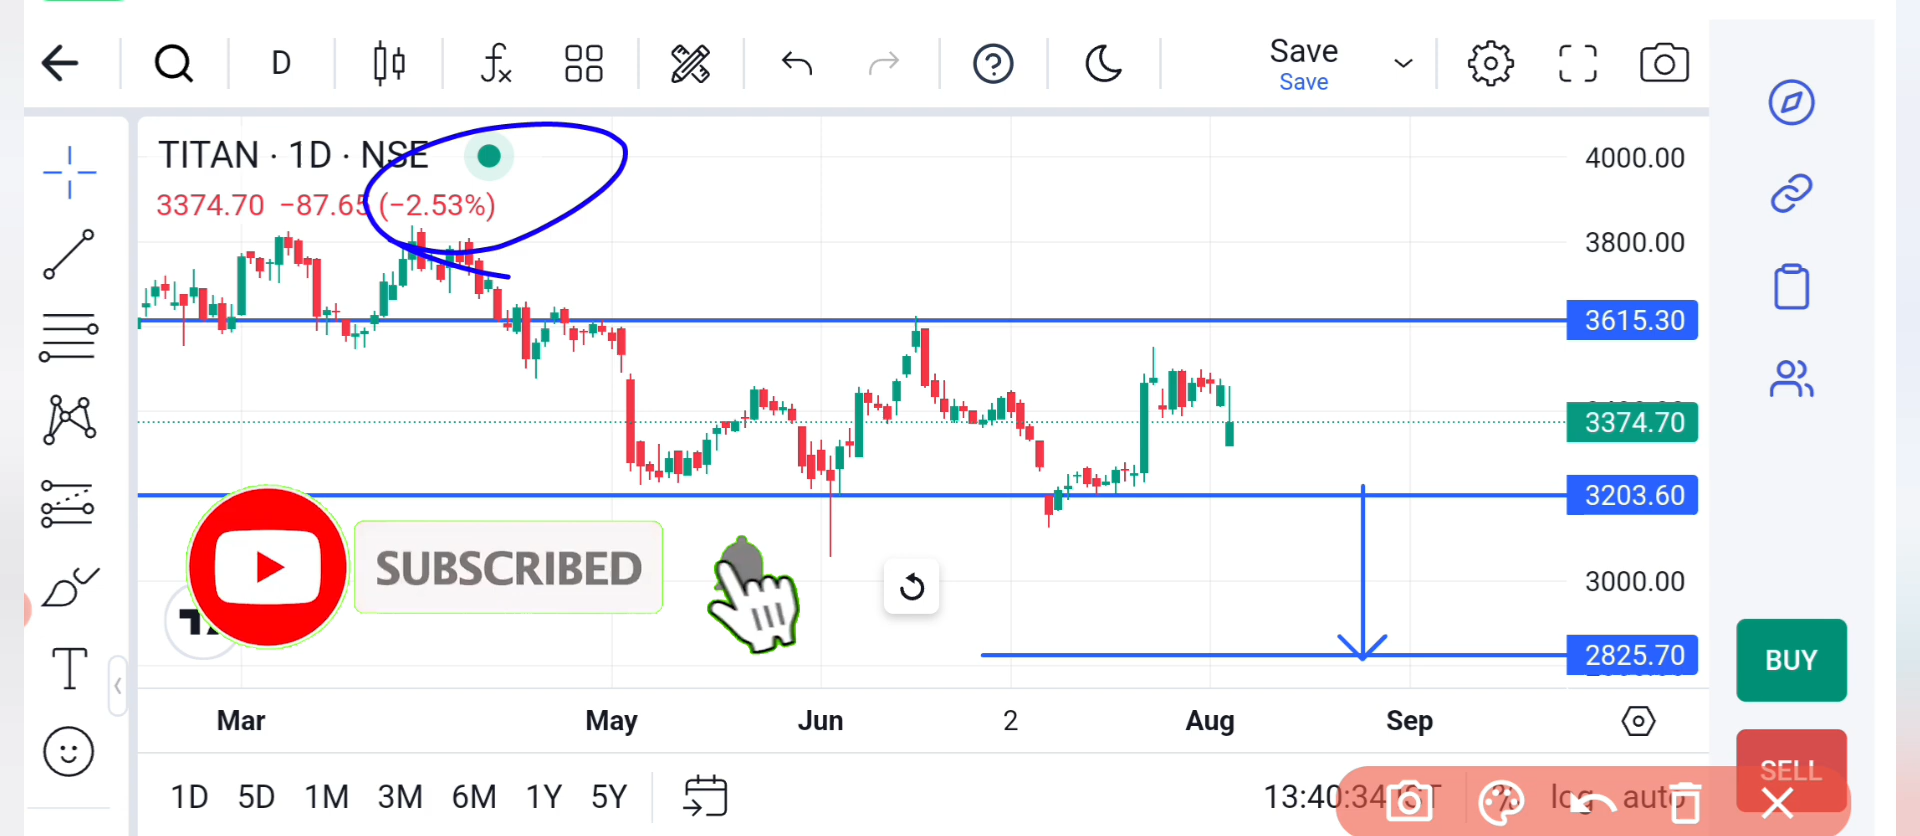 D
Save
Save
TITAN · 1D · NSE
3374.70 −87.65 (−2.53%)
4000.00
3800.00
3615.30
3374.70
3203.60
3000.00
2825.70
SUBSCRIBED
BUY
SELL
Mar May Jun 2 Aug Sep
1D 5D 1M 3M 6M 1Y 5Y
13:40:34 log auto